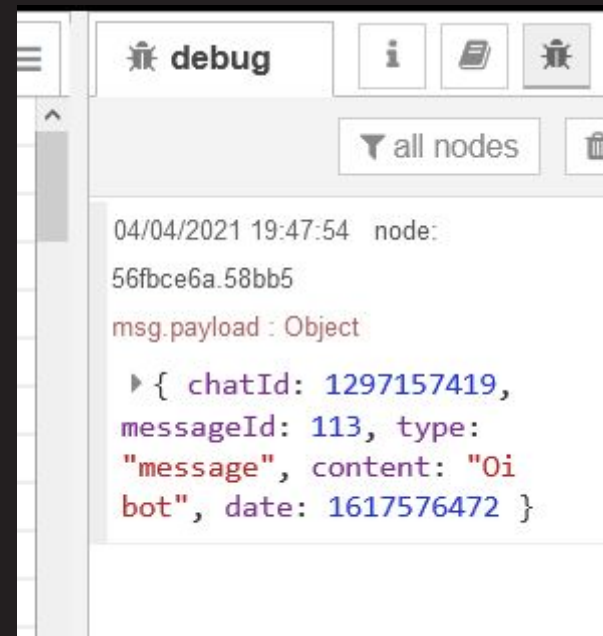 debug
i
all nodes
04/04/2021 19:47:54 node:
56fbce6a.58bb5
msg.payload : Object
{ chatId: 1297157419,
messageId: 113, type:
"message", content: "Oi
bot", date: 1617576472 }